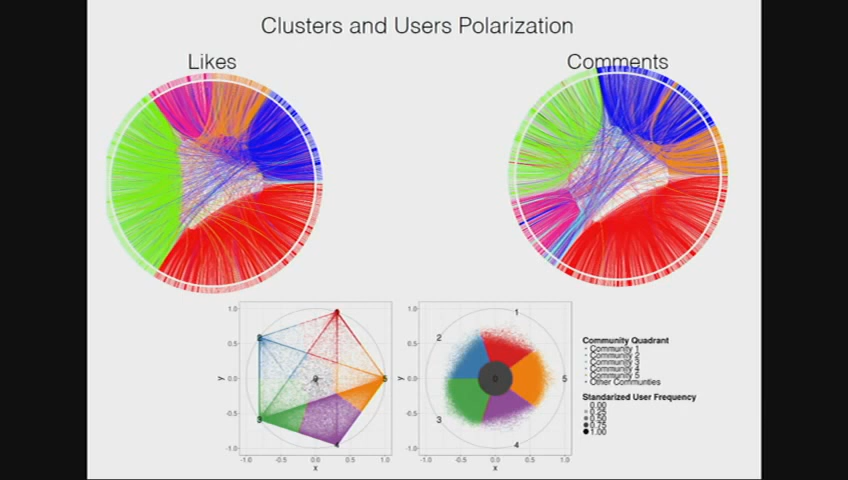 Clusters and Users Polarization
Likes
Comments
1.0
0.5
0.0
-0.5
-1.0
y
2
3
4
5
0
-1.0 -0.5 0.0 0.5 1.0
x
1.0
0.5
0.0
-0.5
-1.0
y
1
2
3
4
5
0
-1.0 -0.5 0.0 0.5 1.0
x
Community Quadrant
Community 1
Community 2
Community 3
Community 4
Community 5
Other Communties
Standarized User Frequency
0.00
0.25
0.50
0.75
1.00